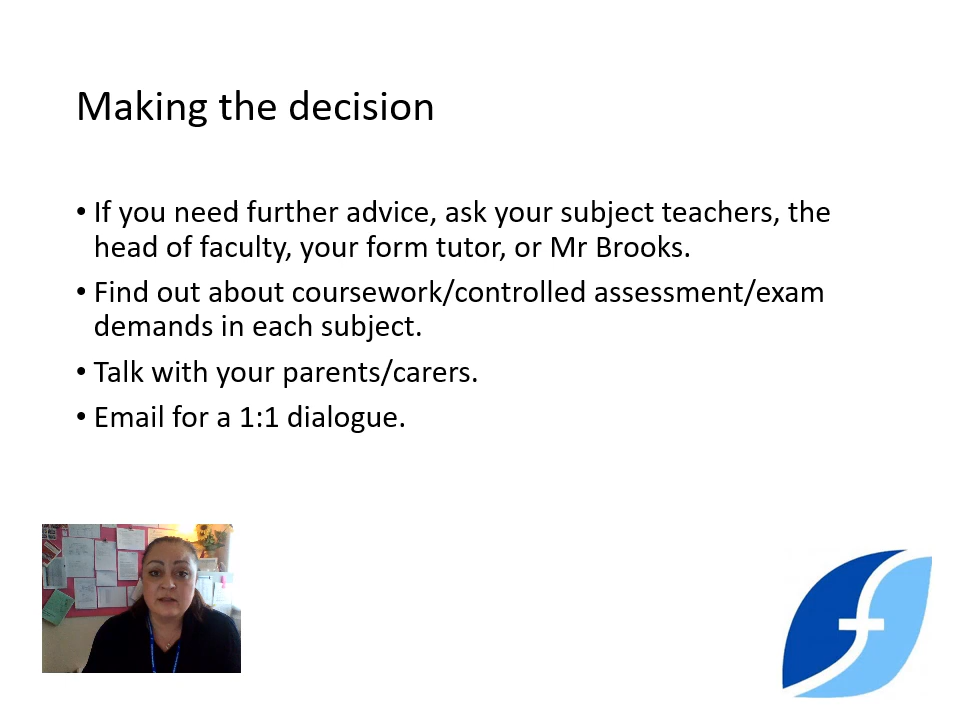 Making the decision
• If you need further advice, ask your subject teachers, the
head of faculty, your form tutor, or Mr Brooks.
• Find out about coursework/controlled assessment/exam
demands in each subject.
• Talk with your parents/carers.
• Email for a 1:1 dialogue.